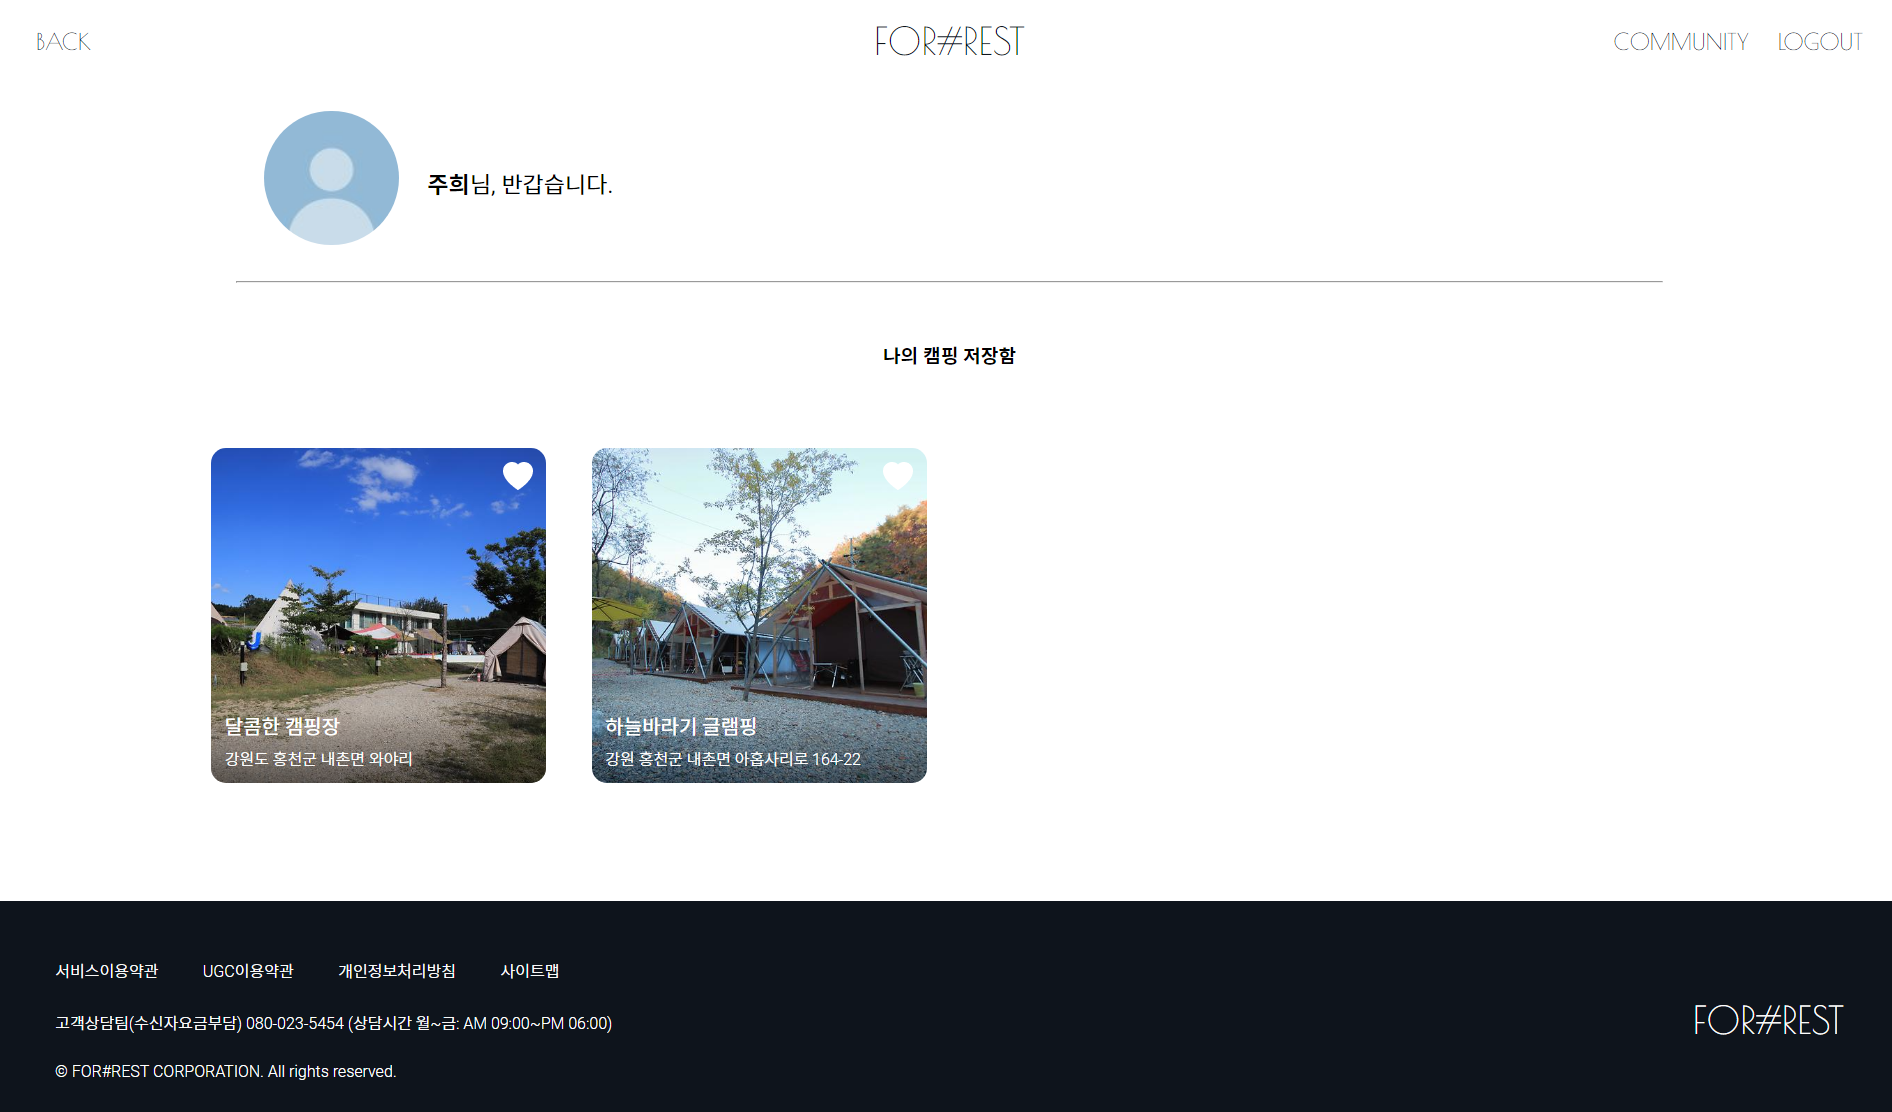 BACK
FOR#REST
COMMUNITY
LOGOUT
주희님, 반갑습니다.
나의 캠핑 저장함
달콤한 캠핑장
강원도 홍천군 내촌면 와야리
하늘바라기 글램핑
강원 홍천군 내촌면 아홉사리로 164-22
서비스이용약관
UGC이용약관
개인정보처리방침
사이트맵
고객상담팀(수신자요금부담) 080-023-5454 (상담시간 월~금: AM 09:00~PM 06:00)
FOR#REST
© FOR#REST CORPORATION. All rights reserved.